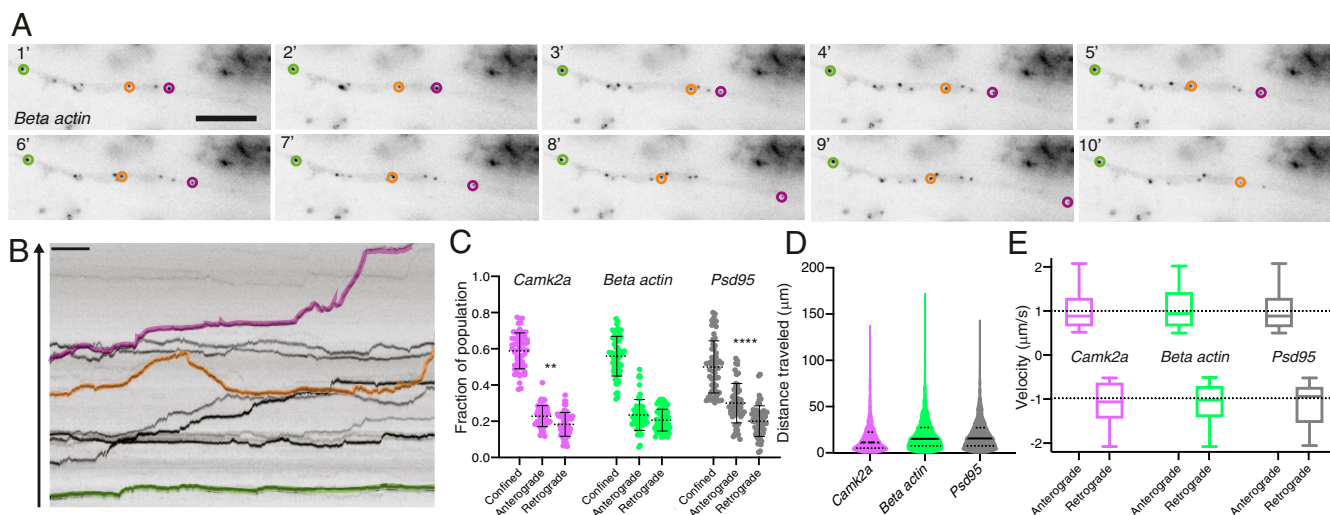 A
1’ 2’ 3’ 4’ 5’
Beta actin
6’ 7’ 8’ 9’ 10’
B
C
Fraction of population
1.0
0.8
0.6
0.4
0.2
0.0
Camk2a Beta actin Psd95
** ****
Confined Anterograde Retrograde Confined Anterograde Retrograde Confined Anterograde Retrograde
D
Distance traveled (μm)
200
150
100
50
0
Camk2a Beta actin Psd95
E
Velocity (μm/s)
2
1
0
-1
-2
Camk2a Beta actin Psd95
Anterograde Retrograde Anterograde Retrograde Anterograde Retrograde